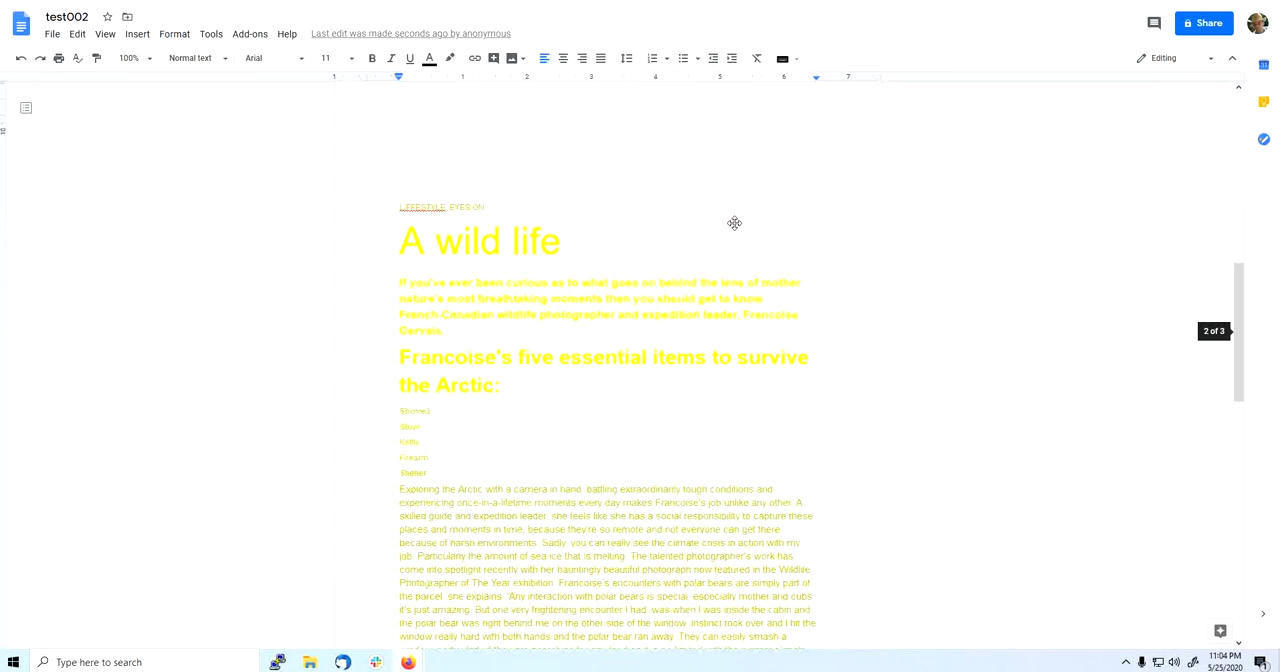 test002
File Edit View Insert Format Tools Add-ons Help Last edit was made seconds ago by anonymous
Share
100% Normal text Arial 11 B I U A Editing
1 1 2 3 4 5 6 7
LIFFESTYLE EYES ON
A wild life
If you've ever been curious as to what goes on behind the lens of mother
nature's most breathtaking moments then you should get to know
French-Canadian wildlife photographer and expedition leader, Francoise
Gervais.
Francoise's five essential items to survive
the Arctic:
Shovel
Stove
Kettle
Firearm
Shelter
Exploring the Arctic with a camera in hand, battling extraordinarily tough conditions and
experiencing once-in-a-lifetime moments every day makes Francoise's job unlike any other. A
skilled guide and expedition leader, she feels like she has a social responsibility to capture these
places and moments in time, because they're so remote and not everyone can get there
because of harsh environments. Sadly, you can really see the climate crisis in action with my
job. Particularly the amount of sea ice that is melting. The talented photographer's work has
come into spotlight recently with her hauntingly beautiful photograph now featured in the Wildlife
Photographer of The Year exhibition. Francoise's encounters with polar bears are simply part of
the parcel, she explains. 'Any interaction with polar bears is special, especially mother and cubs
it's just amazing. But one very frightening encounter I had, was when I was inside the cabin and
the polar bear was right behind me on the other side of the window. Instinct took over and I hit the
window really hard with both hands and the polar bear ran away. They can easily smash a
2 of 3
Type here to search
11:04 PM
5/25/2020